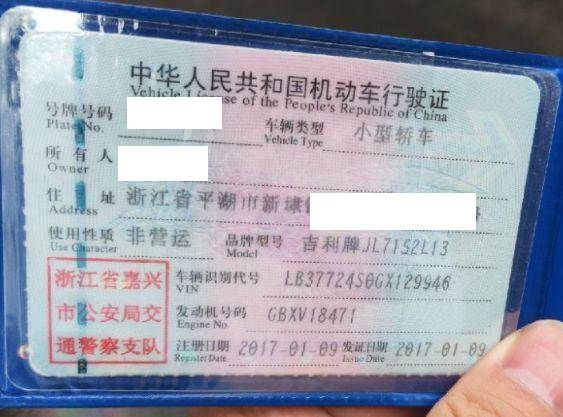 中华人民共和国机动车行驶证
Vehicle License of the People's Republic of China
号牌号码 车辆类型 小型轿车
Plate No. Vehicle Type
所有人
Owner
住址 浙江省平湖市新埭
Address
使用性质 非营运 品牌型号 吉利牌JL7152L13
Use Character Model
浙江省嘉兴 车辆识别代号 LB37724S0GX129946
VIN
市公安局交 发动机号码 GBXV18471
Engine No.
通警察支队 注册日期 2017-01-09 发证日期 2017-01-09
Register Date Issue Date